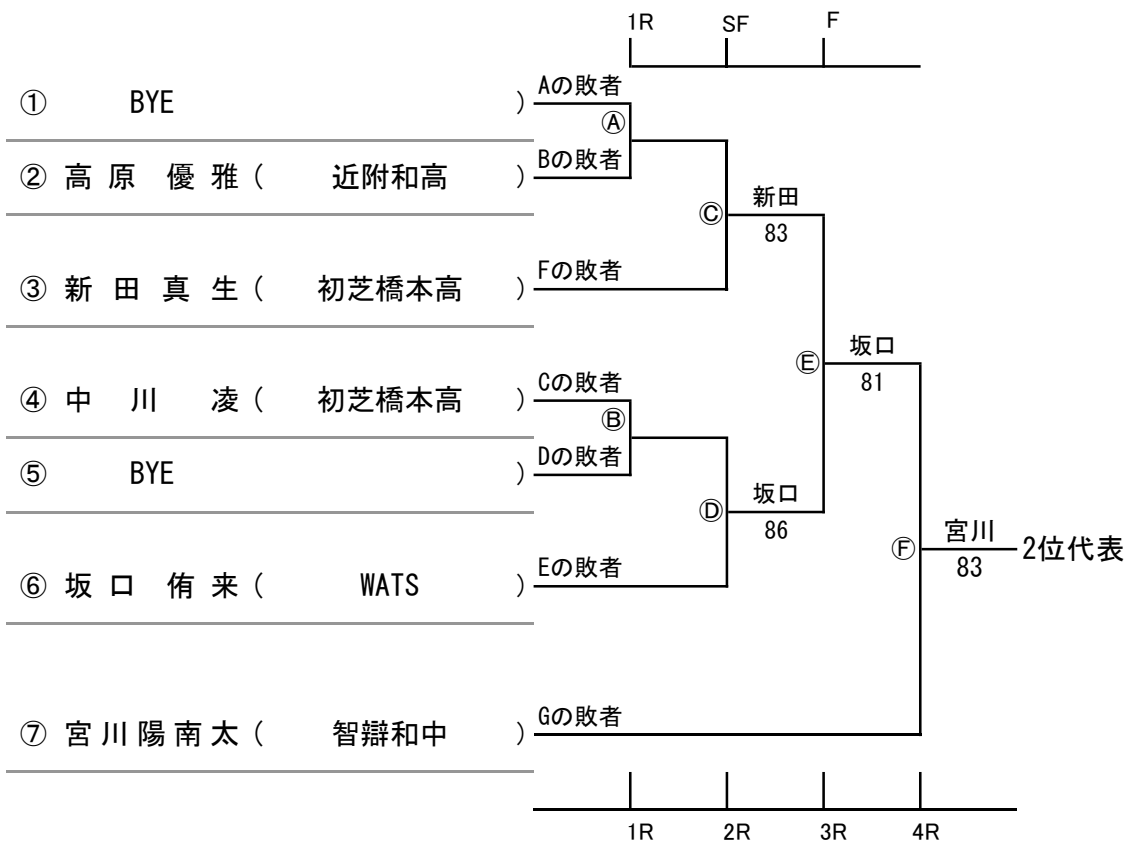 1R SF F
① BYE ) Aの敗者
Ⓐ
② 高原 優雅 ( 近附和高 ) Bの敗者
新田
Ⓒ
83
③ 新田真生 ( 初芝橋本高 ) Fの敗者
坂口
Ⓔ
81
④ 中川 凌 ( 初芝橋本高 ) Cの敗者
Ⓑ
⑤ BYE ) Dの敗者
坂口
Ⓓ
86
宮川
Ⓕ 2位代表
83
⑥ 坂口 侑来 ( WATS ) Eの敗者
⑦ 宮川陽南太 ( 智辯和中 ) Gの敗者
1R 2R 3R 4R